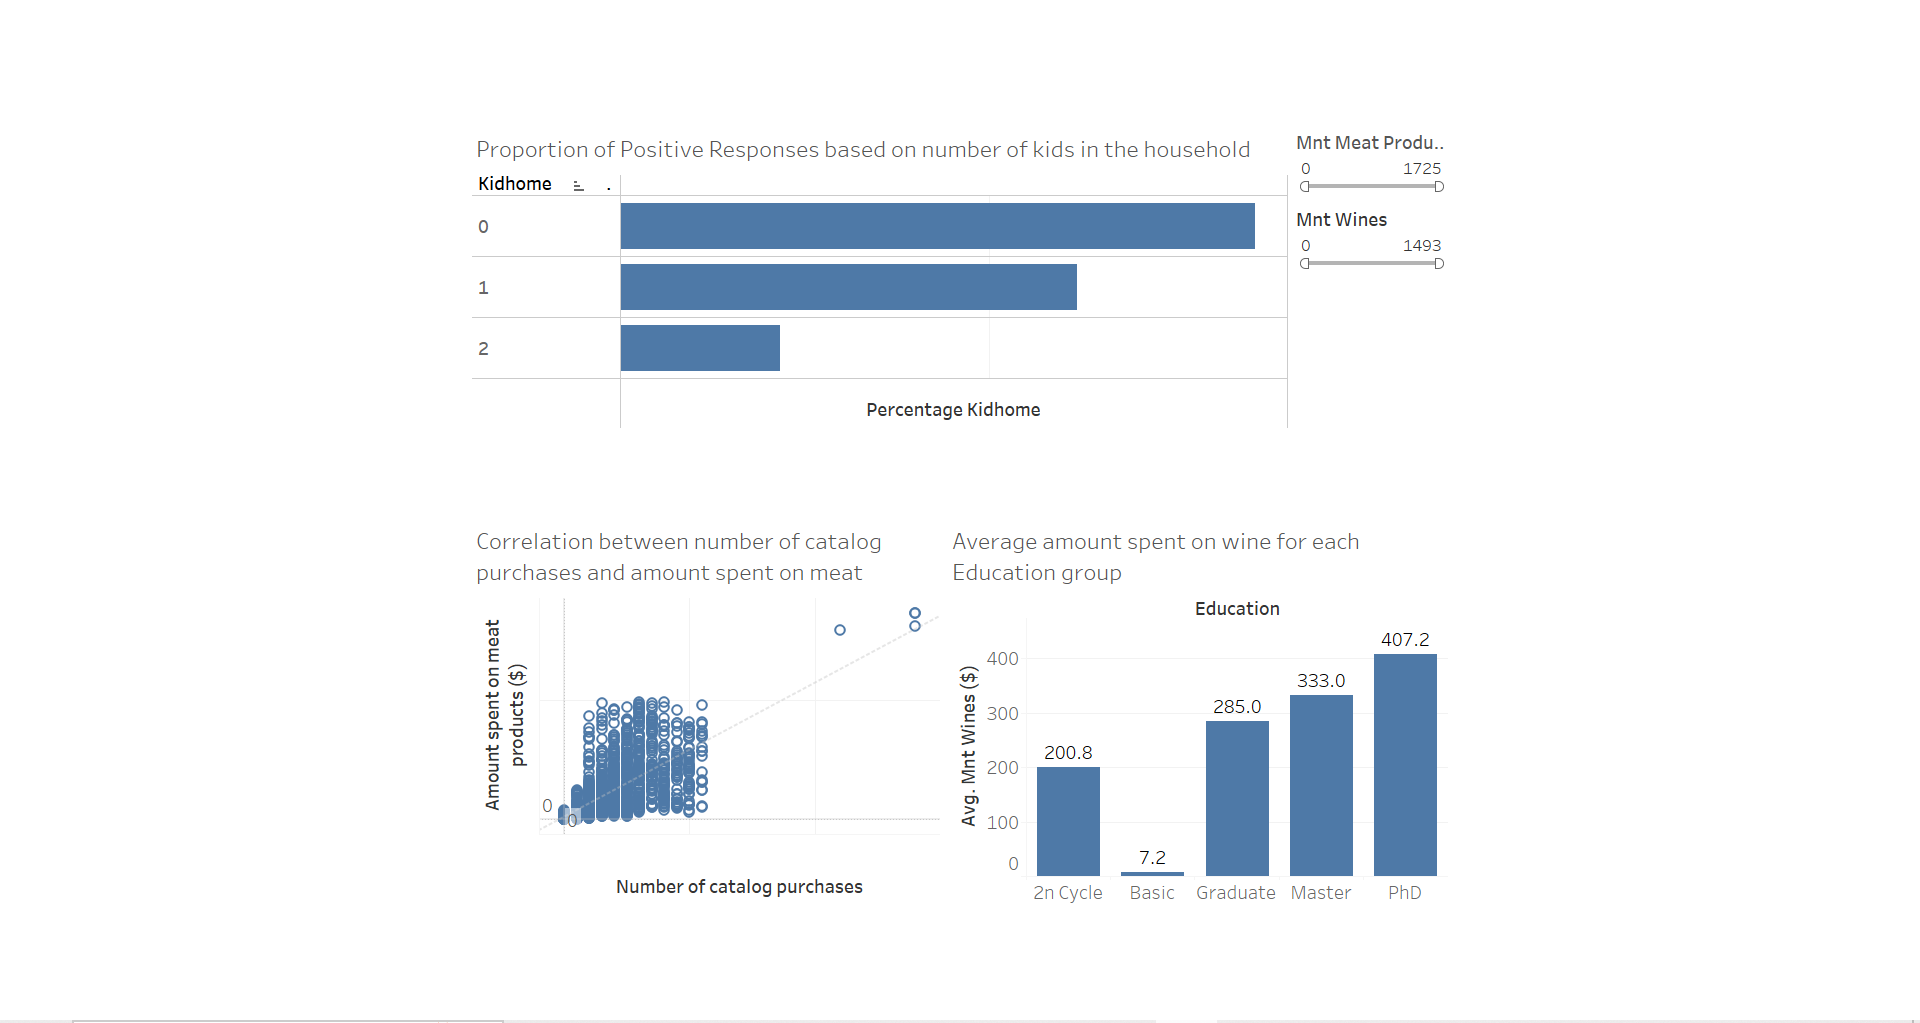 Proportion of Positive Responses based on number of kids in the household
Kidhome .
0
1
2
Percentage Kidhome
Mnt Meat Produ..
0 1725
Mnt Wines
0 1493
Correlation between number of catalog
purchases and amount spent on meat
Amount spent on meat
products ($)
0
0
Number of catalog purchases
Average amount spent on wine for each
Education group
Education
Avg. Mnt Wines ($)
400
300
200
100
0
200.8
7.2
285.0
333.0
407.2
2n Cycle Basic Graduate Master PhD